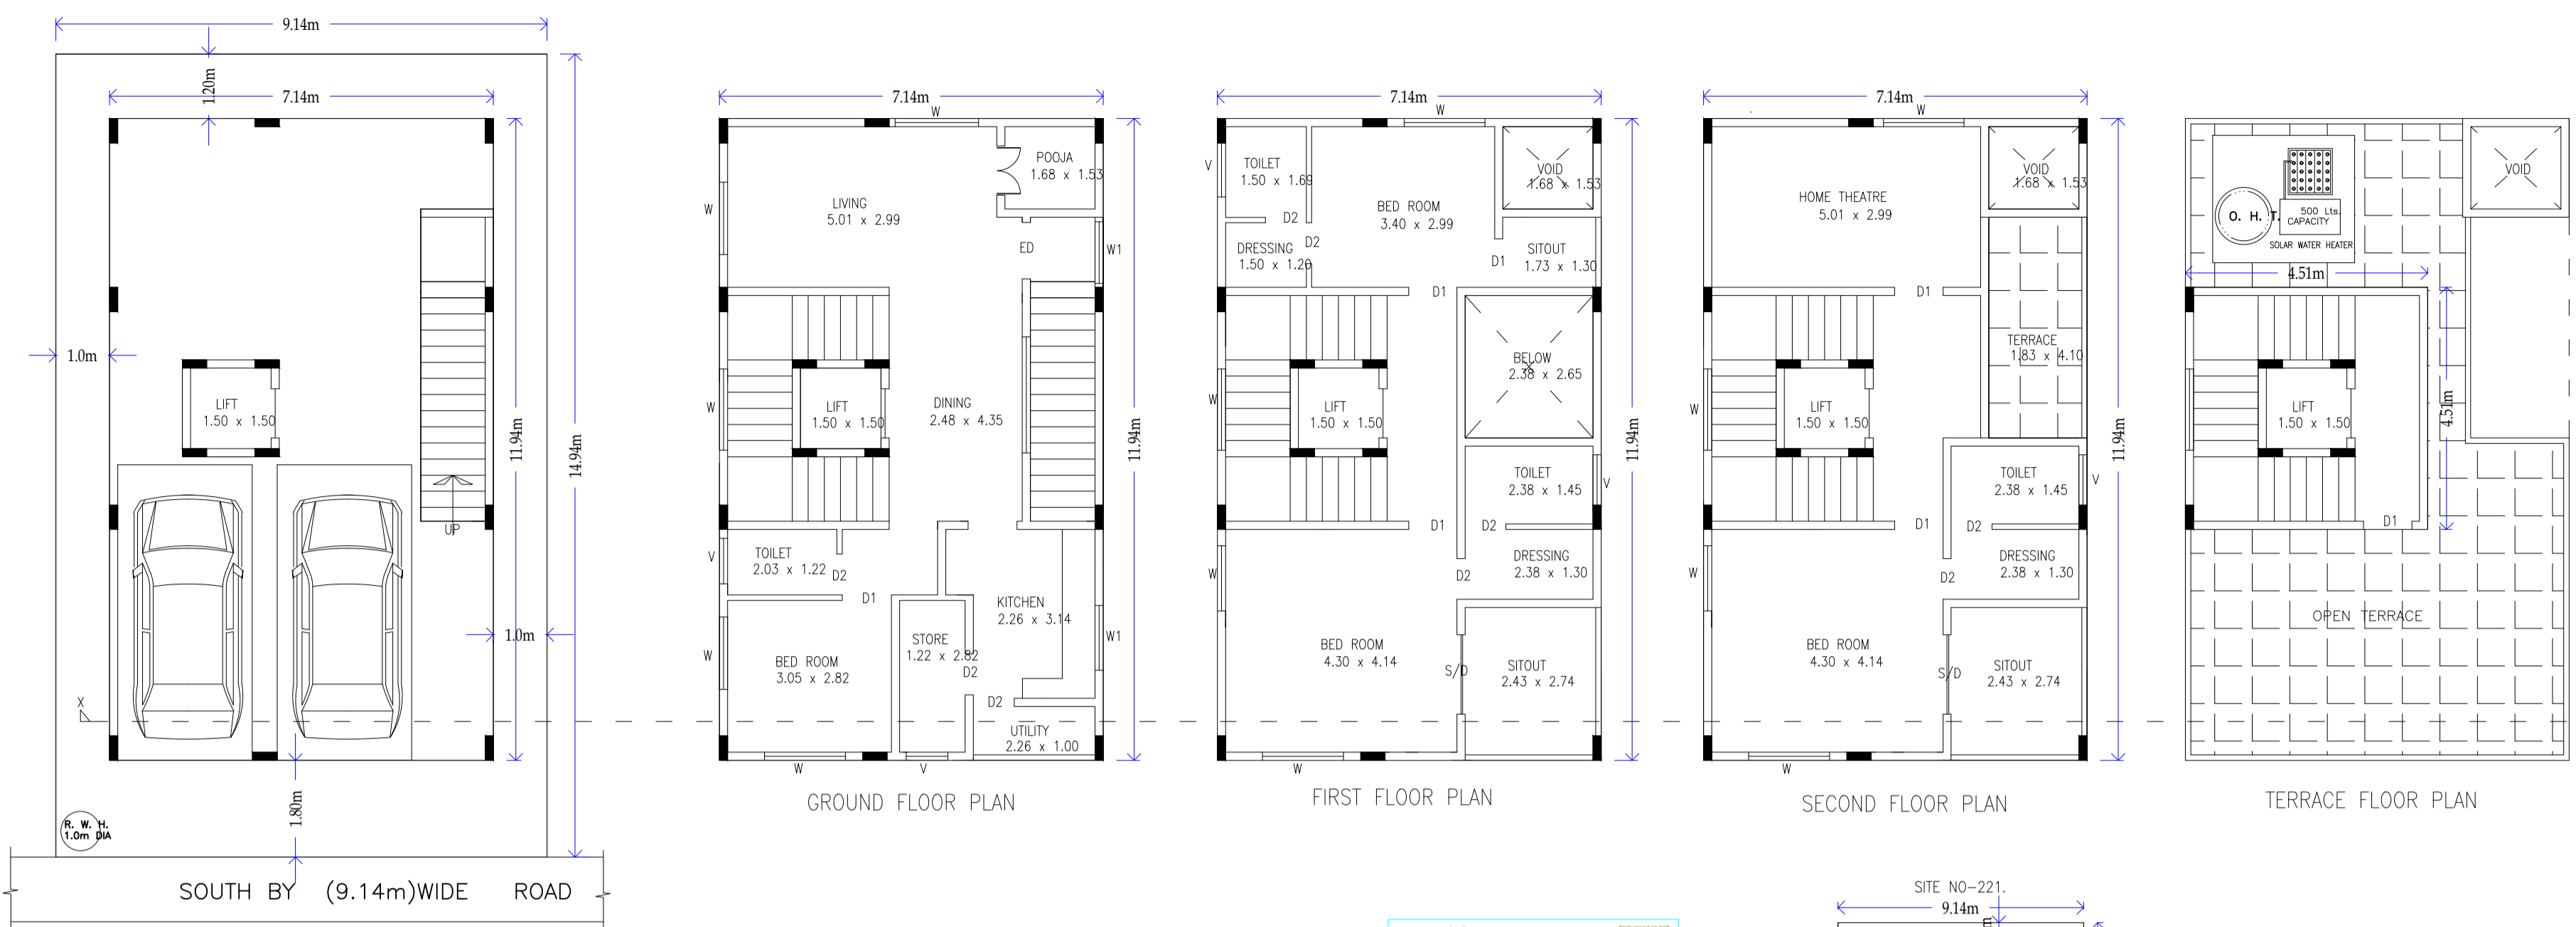 9.14m
1.20m
7.14m
1.0m
LIFT
1.50 x 1.50
11.94m
14.94m
UP
1.0m
X
1.80m
R. W. H.
1.0m DIA
SOUTH BY (9.14m)WIDE ROAD
7.14m
W
POOJA
1.68 x 1.53
LIVING
5.01 x 2.99
W
ED
W1
W
LIFT
1.50 x 1.50
DINING
2.48 x 4.35
11.94m
V
TOILET
2.03 x 1.22
D2
D1
KITCHEN
2.26 x 3.14
STORE
1.22 x 2.82
W1
W
BED ROOM
3.05 x 2.82
D2
D2
UTILITY
2.26 x 1.00
W
V
GROUND FLOOR PLAN
7.14m
W
V
TOILET
1.50 x 1.69
VOID
1.68 x 1.53
BED ROOM
3.40 x 2.99
D2
D2
DRESSING
1.50 x 1.20
SITOUT
1.73 x 1.30
D1
D1
BELOW
2.38 x 2.65
W
LIFT
1.50 x 1.50
11.94m
TOILET
2.38 x 1.45
V
D1
D2
DRESSING
2.38 x 1.30
W
D2
BED ROOM
4.30 x 4.14
S/D
SITOUT
2.43 x 2.74
W
FIRST FLOOR PLAN
7.14m
W
VOID
1.68 x 1.53
HOME THEATRE
5.01 x 2.99
D1
TERRACE
1.83 x 4.10
W
LIFT
1.50 x 1.50
11.94m
TOILET
2.38 x 1.45
V
D1
D2
DRESSING
2.38 x 1.30
W
D2
BED ROOM
4.30 x 4.14
S/D
SITOUT
2.43 x 2.74
W
SECOND FLOOR PLAN
VOID
O. H. T.
500 Lts.
CAPACITY
SOLAR WATER HEATER
4.51m
LIFT
1.50 x 1.50
4.51m
D1
OPEN TERRACE
TERRACE FLOOR PLAN
SITE NO-221.
9.14m